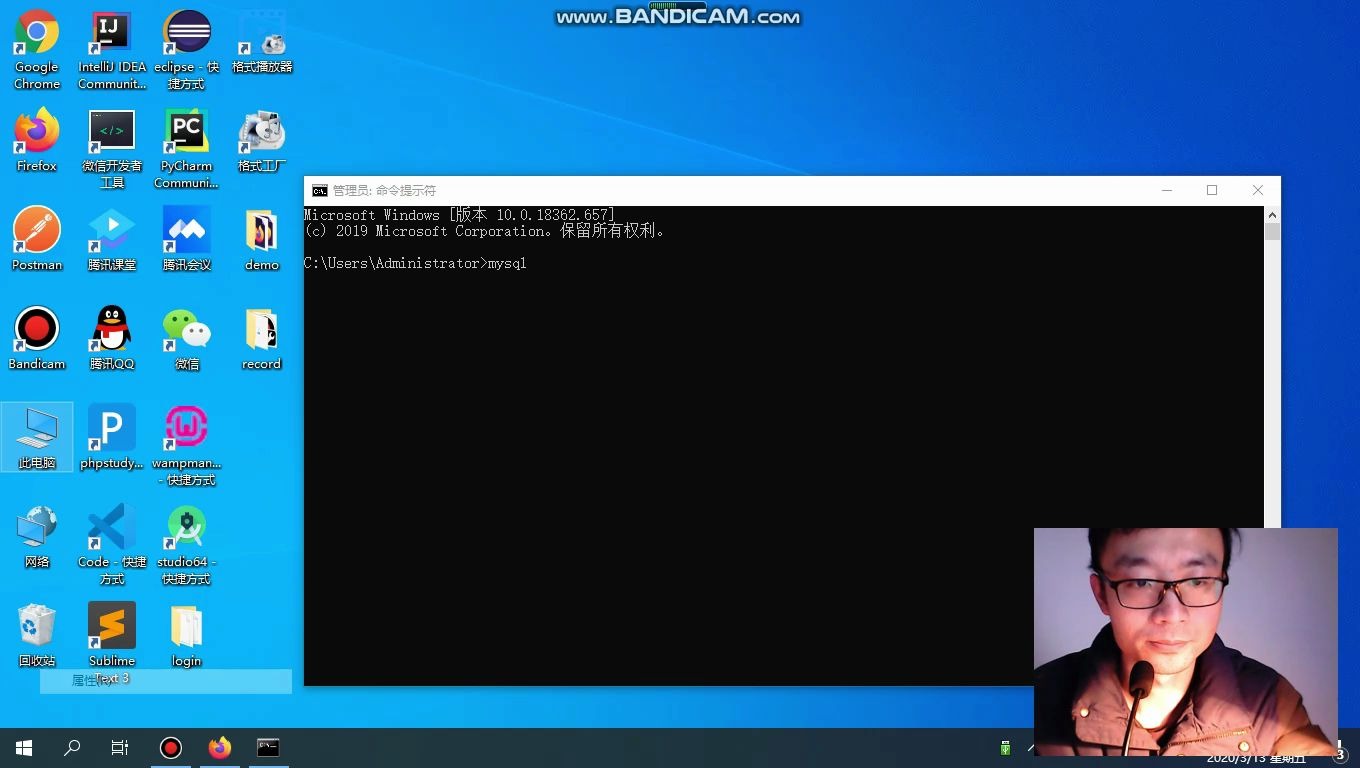 www.BANDICAM.com
Google
Chrome
IntelliJ IDEA
Communit...
eclipse - 快
捷方式
格式播放器
Firefox
微信开发者
工具
PyCharm
Communi...
格式工厂
Postman
腾讯课堂
腾讯会议
demo
Bandicam
腾讯QQ
微信
record
此电脑
phpstudy...
wampman...
- 快捷方式
网络
Code - 快捷
方式
studio64 -
快捷方式
回收站
Sublime
Text 3
login
属性(R)
管理员: 命令提示符
Microsoft Windows [版本 10.0.18362.657]
(c) 2019 Microsoft Corporation。保留所有权利。
C:\Users\Administrator>mysql
2020/3/13 星期五
3